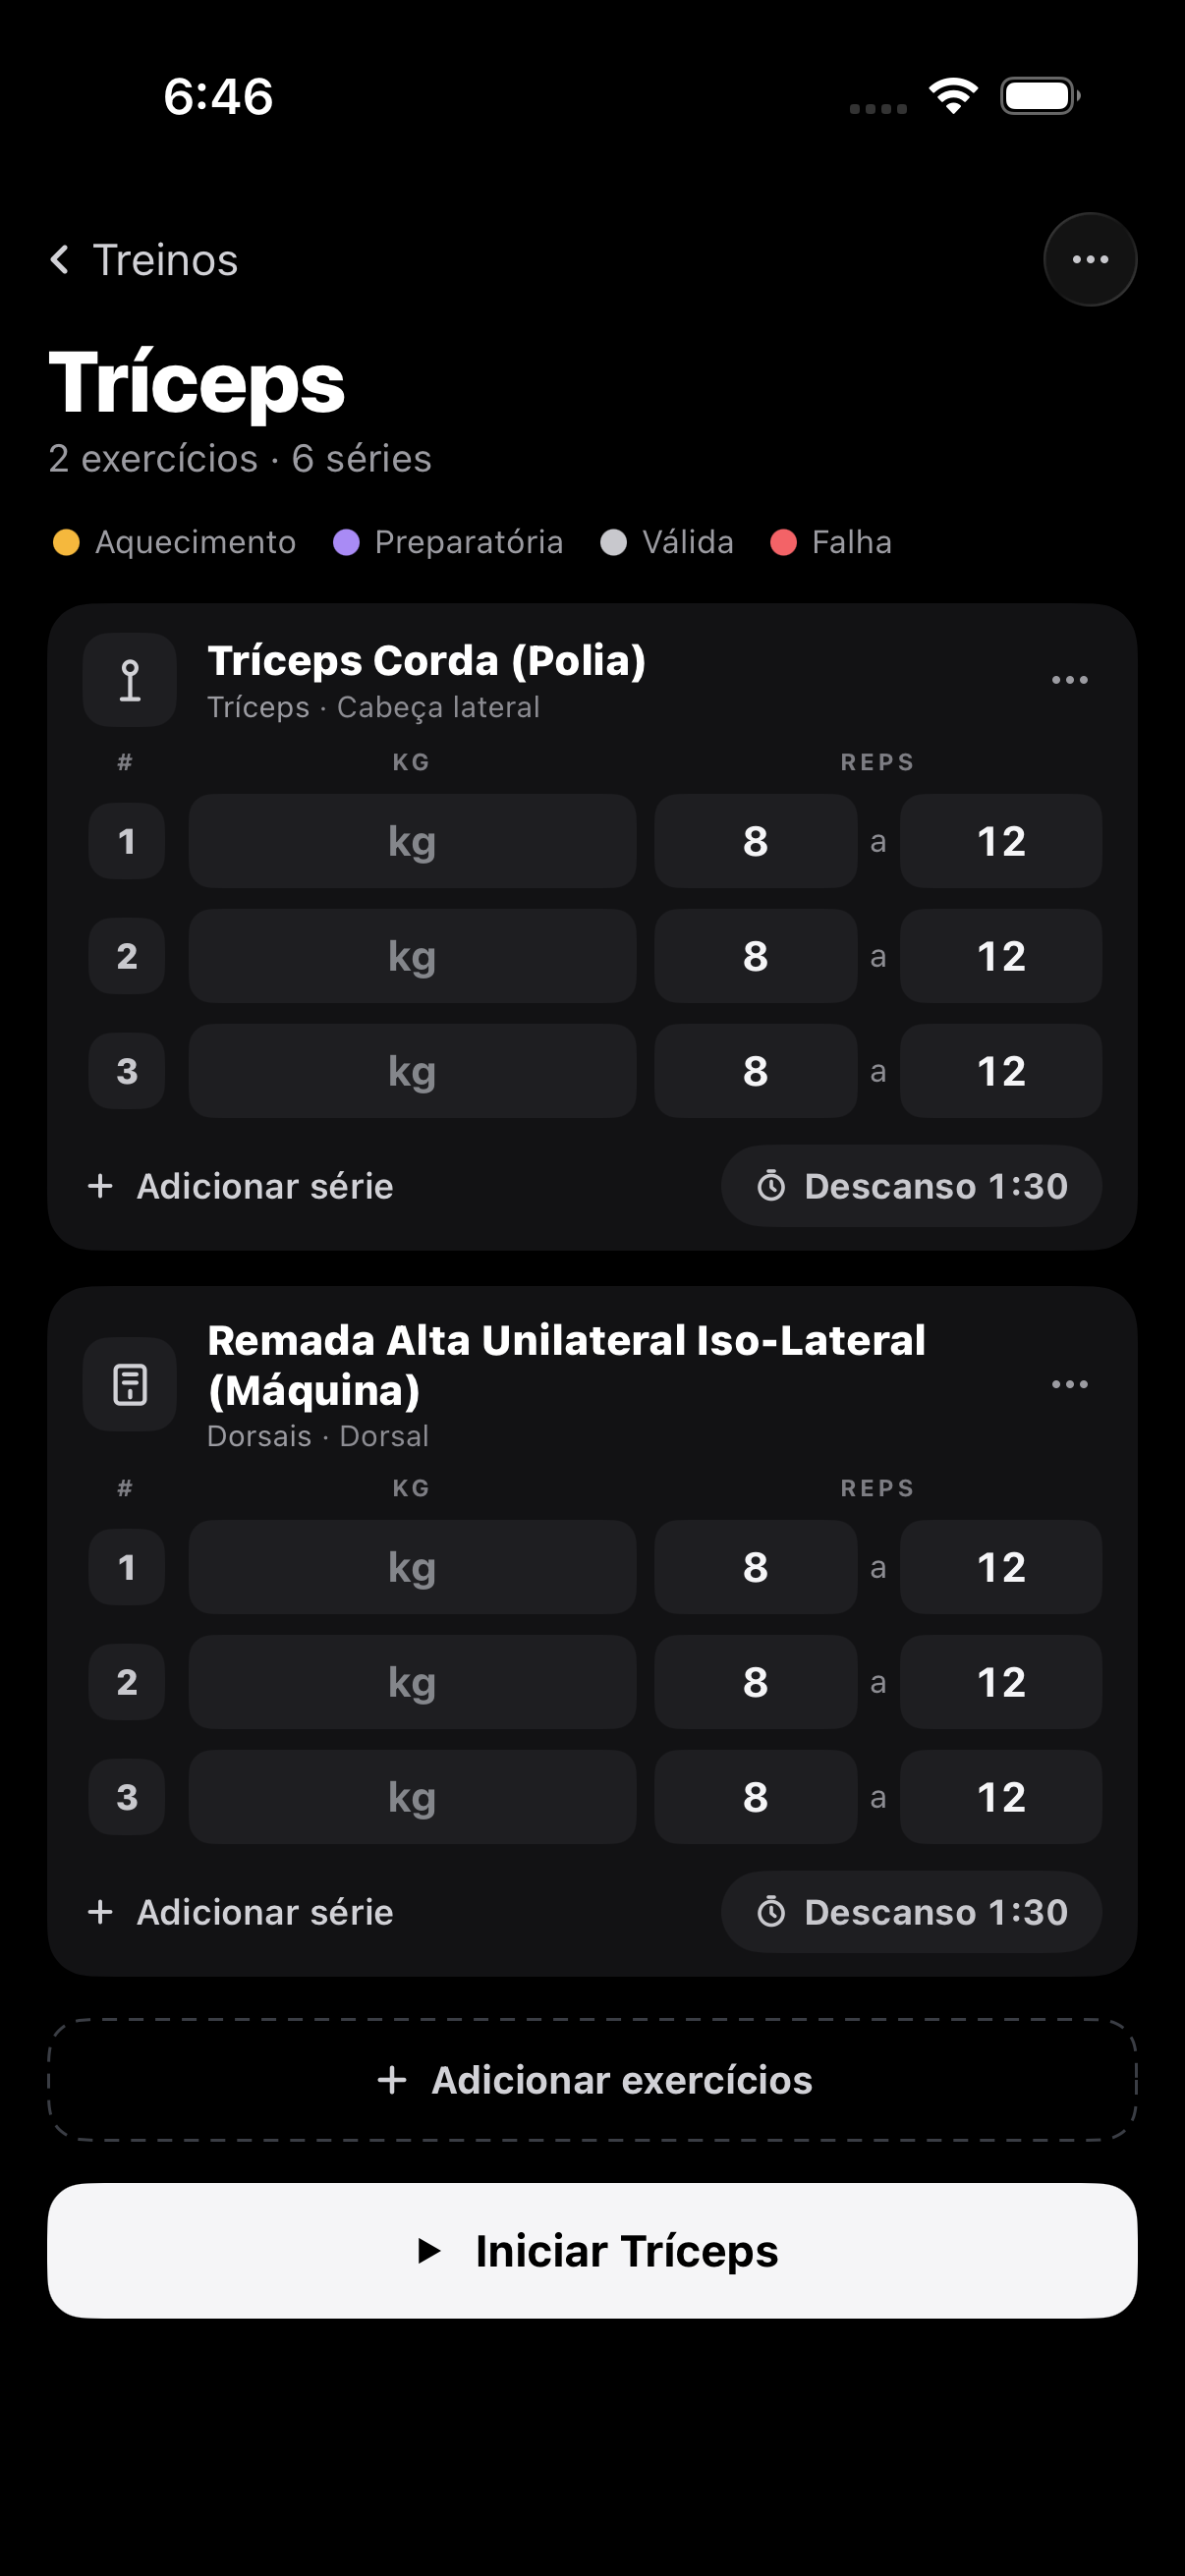 6:46
Treinos
Tríceps
2 exercícios · 6 séries
Aquecimento Preparatória Válida Falha
Tríceps Corda (Polia)
Tríceps · Cabeça lateral
# KG REPS
1 kg 8 a 12
2 kg 8 a 12
3 kg 8 a 12
+ Adicionar série Descanso 1:30
Remada Alta Unilateral Iso-Lateral
(Máquina)
Dorsais · Dorsal
# KG REPS
1 kg 8 a 12
2 kg 8 a 12
3 kg 8 a 12
+ Adicionar série Descanso 1:30
+ Adicionar exercícios
Iniciar Tríceps